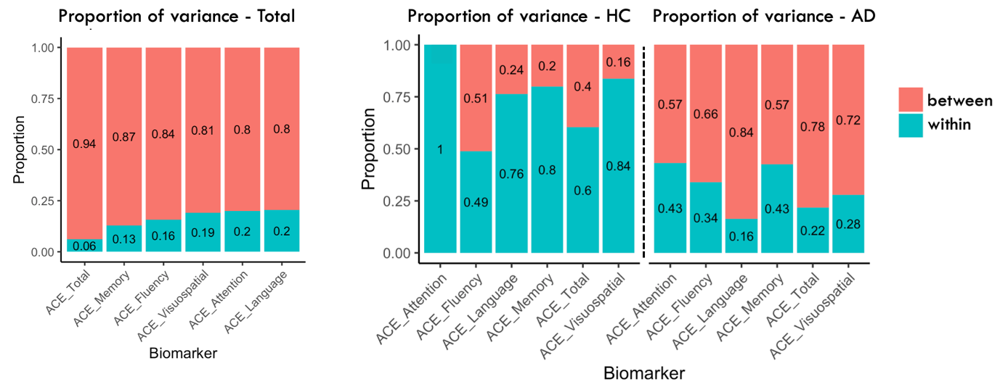 Proportion of variance - Total
Proportion of variance - HC
Proportion of variance - AD
Proportion
1.00
0.75
0.50
0.25
0.00
0.94
0.87
0.84
0.81
0.8
0.8
0.06
0.13
0.16
0.19
0.2
0.2
ACE_Total
ACE_Memory
ACE_Fluency
ACE_Visuospatial
ACE_Attention
ACE_Language
Biomarker
Proportion
1.00
0.75
0.50
0.25
0.00
0.51
0.24
0.2
0.4
0.16
1
0.49
0.76
0.8
0.6
0.84
0.57
0.66
0.84
0.57
0.78
0.72
0.43
0.34
0.16
0.43
0.22
0.28
ACE_Attention
ACE_Fluency
ACE_Language
ACE_Memory
ACE_Total
ACE_Visuospatial
ACE_Attention
ACE_Fluency
ACE_Language
ACE_Memory
ACE_Total
ACE_Visuospatial
Biomarker
between
within